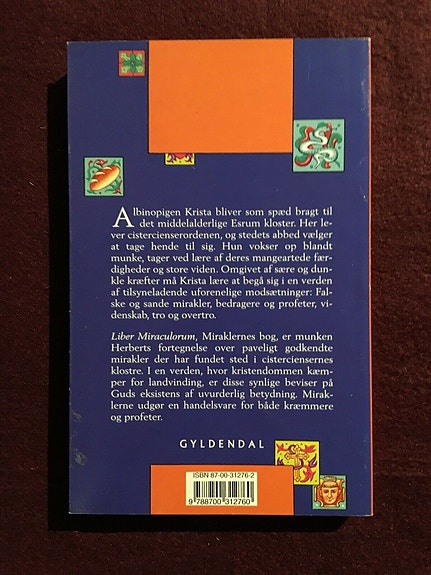 Albinopigen Krista bliver som spæd bragt til
det middelalderlige Esrum kloster. Her le-
ver cistercienserordenen, og stedets abbed vælger
at tage hende til sig. Hun vokser op blandt
munke, tager ved lære af deres mangeartede fær-
digheder og store viden. Omgivet af sære og dun-
kle kræfter må Krista lære at begå sig i en verden
af tilsyneladende uforenelige modsætninger: Fal-
ske og sande mirakler, bedragere og profeter, vi-
denskab, tro og overtro.
Liber Miraculorum, Miraklernes bog, er munken
Herberts fortegnelse over paveligt godkendte
mirakler der har fundet sted i cisterciensernes
klostre. I en verden, hvor kristendommen kæm-
per for landvinding, er disse synlige beviser på
Guds eksistens af uvurderlig betydning. Mirak-
lerne udgør en handelsvare for både kræmmere
og profeter.
GYLDENDAL
ISBN 87-00-31276-2
9 788700 312760